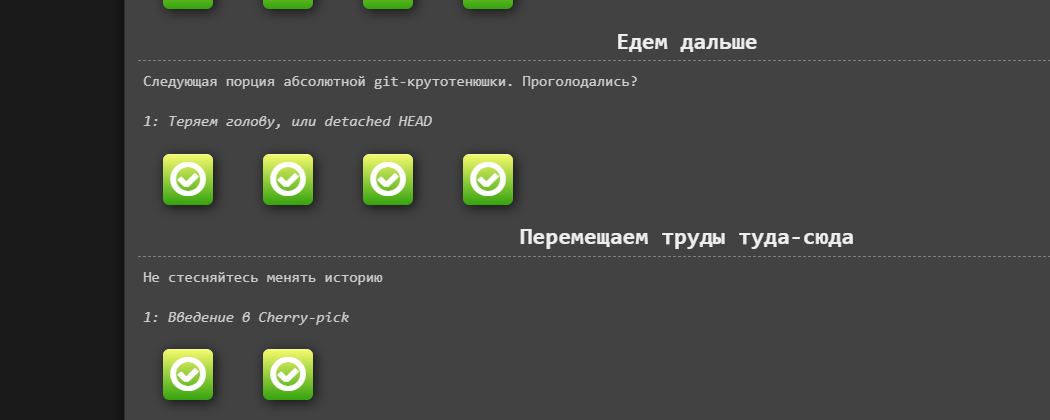 Едем дальше
Следующая порция абсолютной git-крутотенюшки. Проголодались?
1: Теряем голову, или detached HEAD
Перемещаем труды туда-сюда
Не стесняйтесь менять историю
1: Введение в Cherry-pick